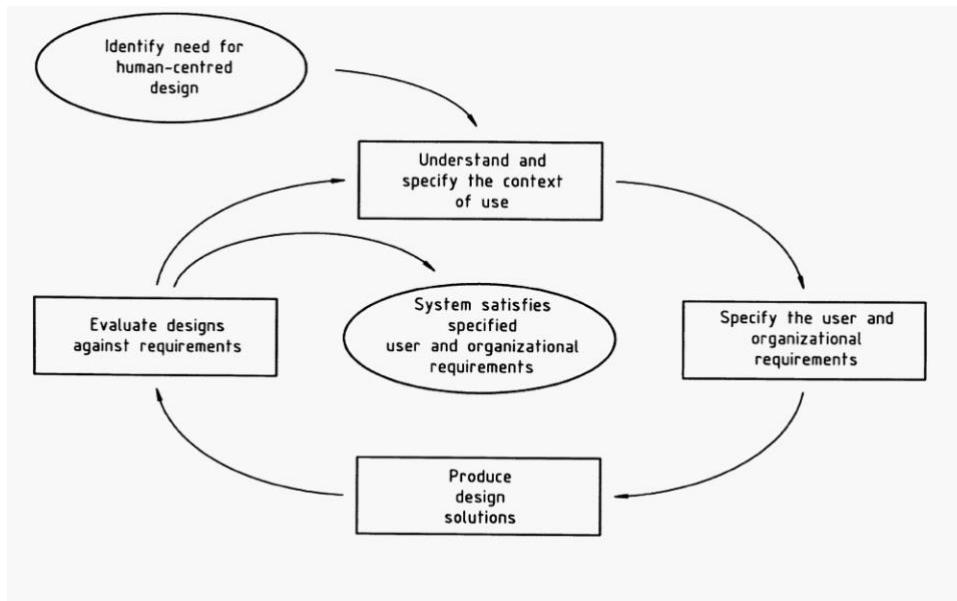 Identify need for
human-centred
design
Understand and
specify the context
of use
System satisfies
specified
user and organizational
requirements
Evaluate designs
against requirements
Specify the user and
organizational
requirements
Produce
design
solutions